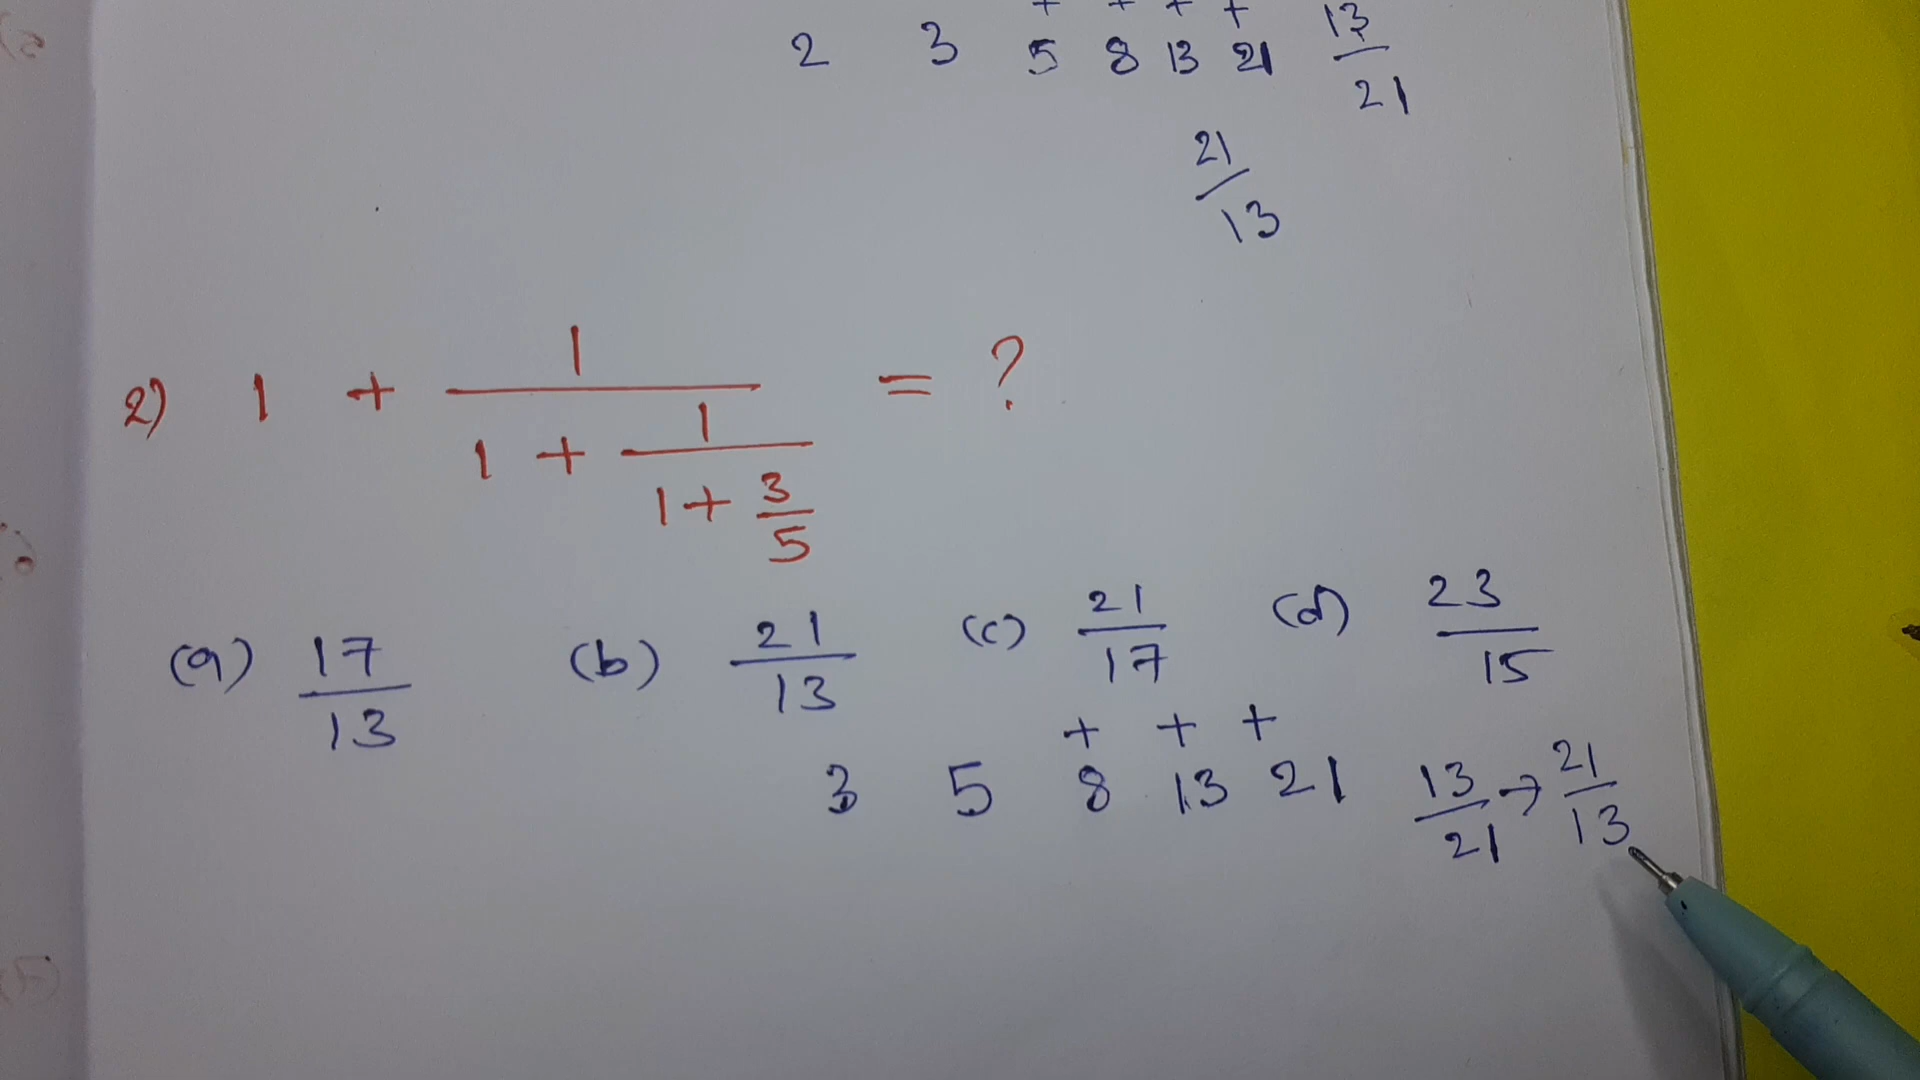 + + + +
2 3 5 8 13 21 13/21
21/13
2) 1 + 1/(1 + 1/(1 + 3/5)) = ?
(a) 17/13 (b) 21/13 (c) 21/17 (d) 23/15
+ + +
3 5 8 13 21 13/21 → 21/13